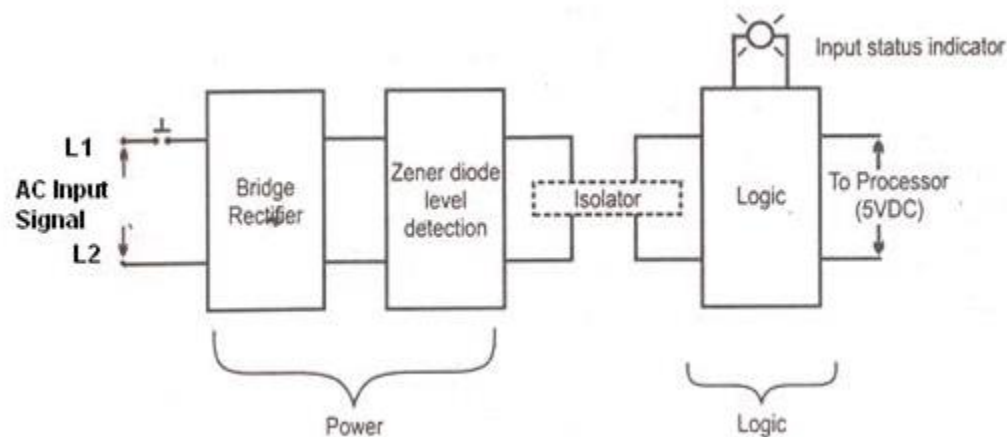 Input status indicator
L1
AC Input
Signal
L2
Bridge
Rectifier
Zener diode
level
detection
Isolator
Logic
To Processor
(5VDC)
Power
Logic